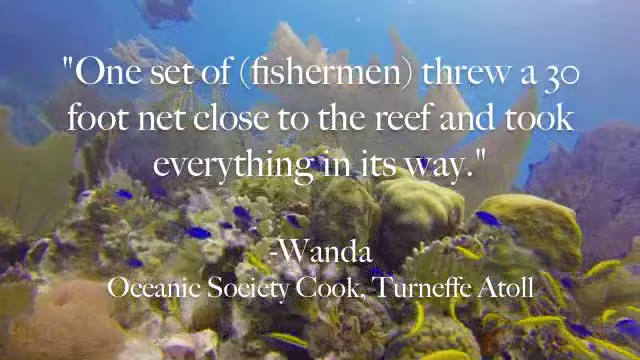 "One set of (fishermen) threw a 30
foot net close to the reef and took
everything in its way."
-Wanda
Oceanic Society Cook, Turneffe Atoll